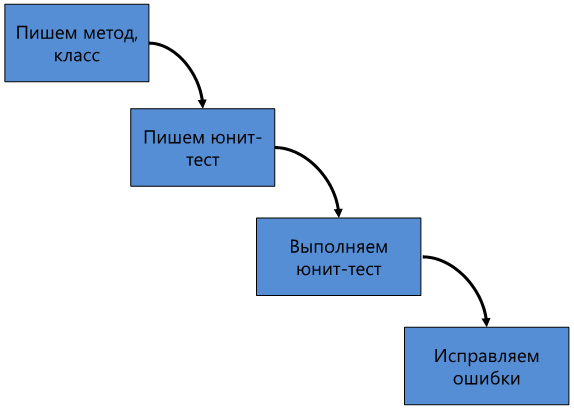 Пишем метод,
класс
Пишем юнит-
тест
Выполняем
юнит-тест
Исправляем
ошибки